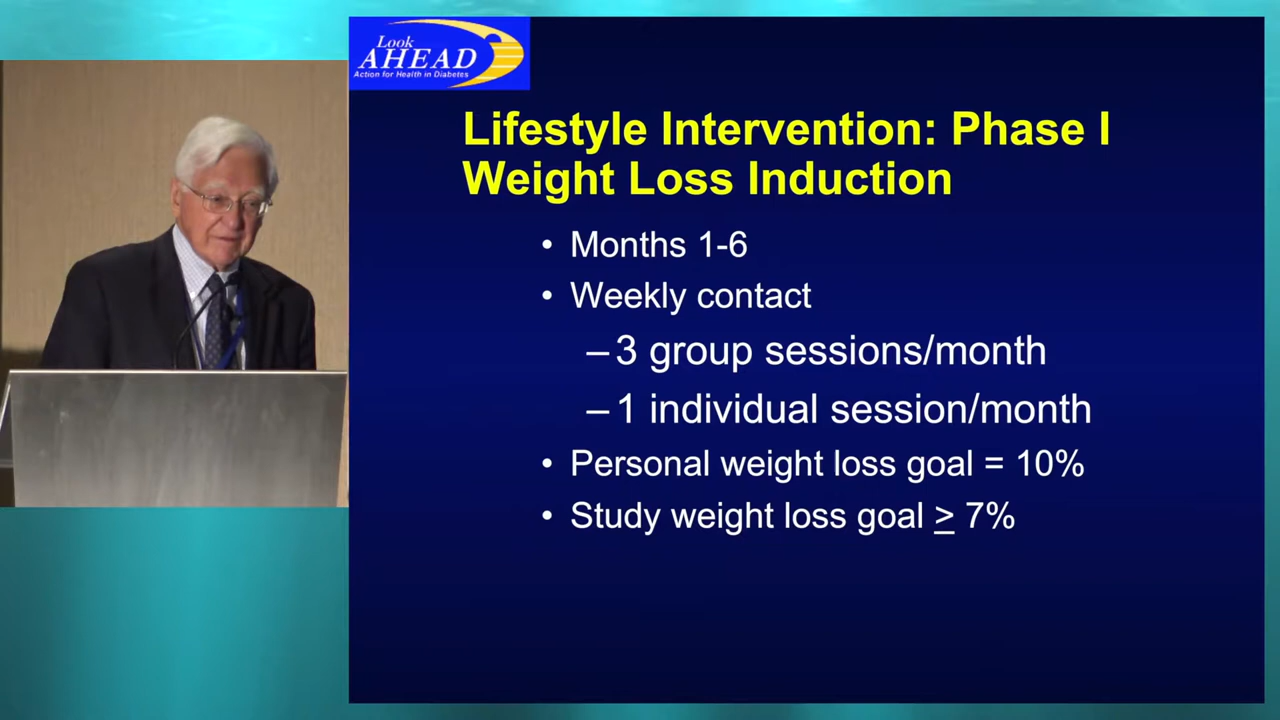 Look
AHEAD
Action for Health in Diabetes
Lifestyle Intervention: Phase I
Weight Loss Induction
• Months 1-6
• Weekly contact
– 3 group sessions/month
– 1 individual session/month
• Personal weight loss goal = 10%
• Study weight loss goal ≥ 7%